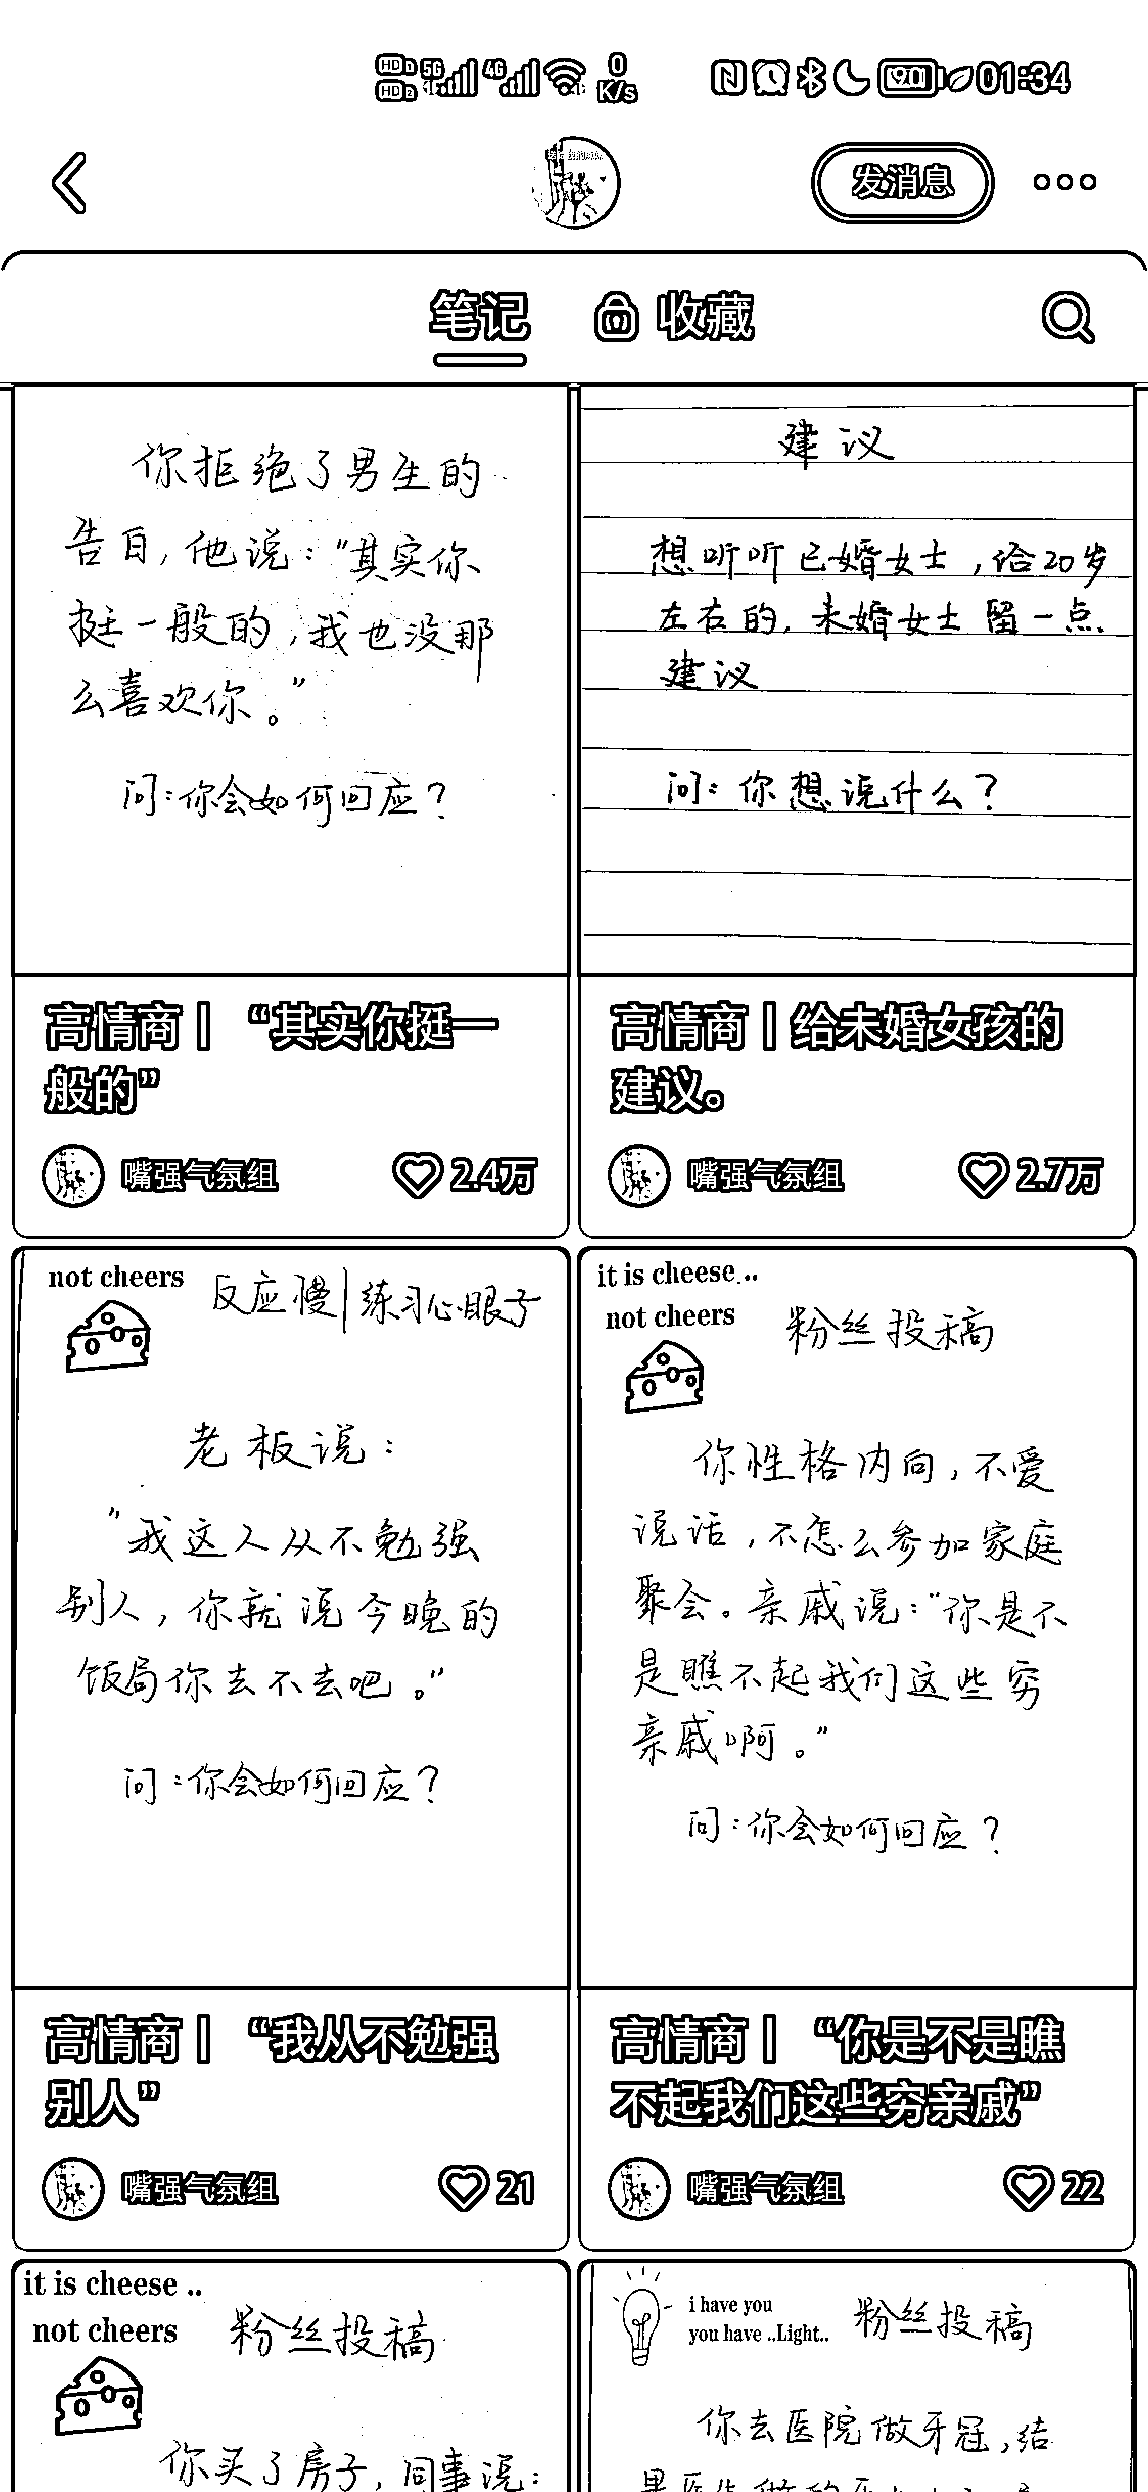 HD1 5G 4G 0
HD2 K/s
90 01:34
发消息
笔记 收藏
你拒绝了男生的
告白，他说：“其实你
挺一般的，我也没那
么喜欢你。”
问：你会如何回应？
高情商丨 “其实你挺一
般的”
嘴强气氛组 2.4万
建议
想听听已婚女士，给20岁
左右的，未婚女士留一点
建议
问：你想说什么？
高情商丨给未婚女孩的
建议。
嘴强气氛组 2.7万
not cheers
反应慢|练习心眼子
老板说：
“我这人从不勉强
别人，你就说今晚的
饭局你去不去吧。”
问：你会如何回应？
高情商丨 “我从不勉强
别人”
嘴强气氛组 21
it is cheese...
not cheers
粉丝投稿
你性格内向，不爱
说话，不怎么参加家庭
聚会。亲戚说：“你是不
是瞧不起我们这些穷
亲戚啊。”
问：你会如何回应？
高情商丨 “你是不是瞧
不起我们这些穷亲戚”
嘴强气氛组 22
it is cheese ..
not cheers
粉丝投稿
你买了房子，同事说：
i have you
you have ..Light..
粉丝投稿
你去医院做牙冠，结